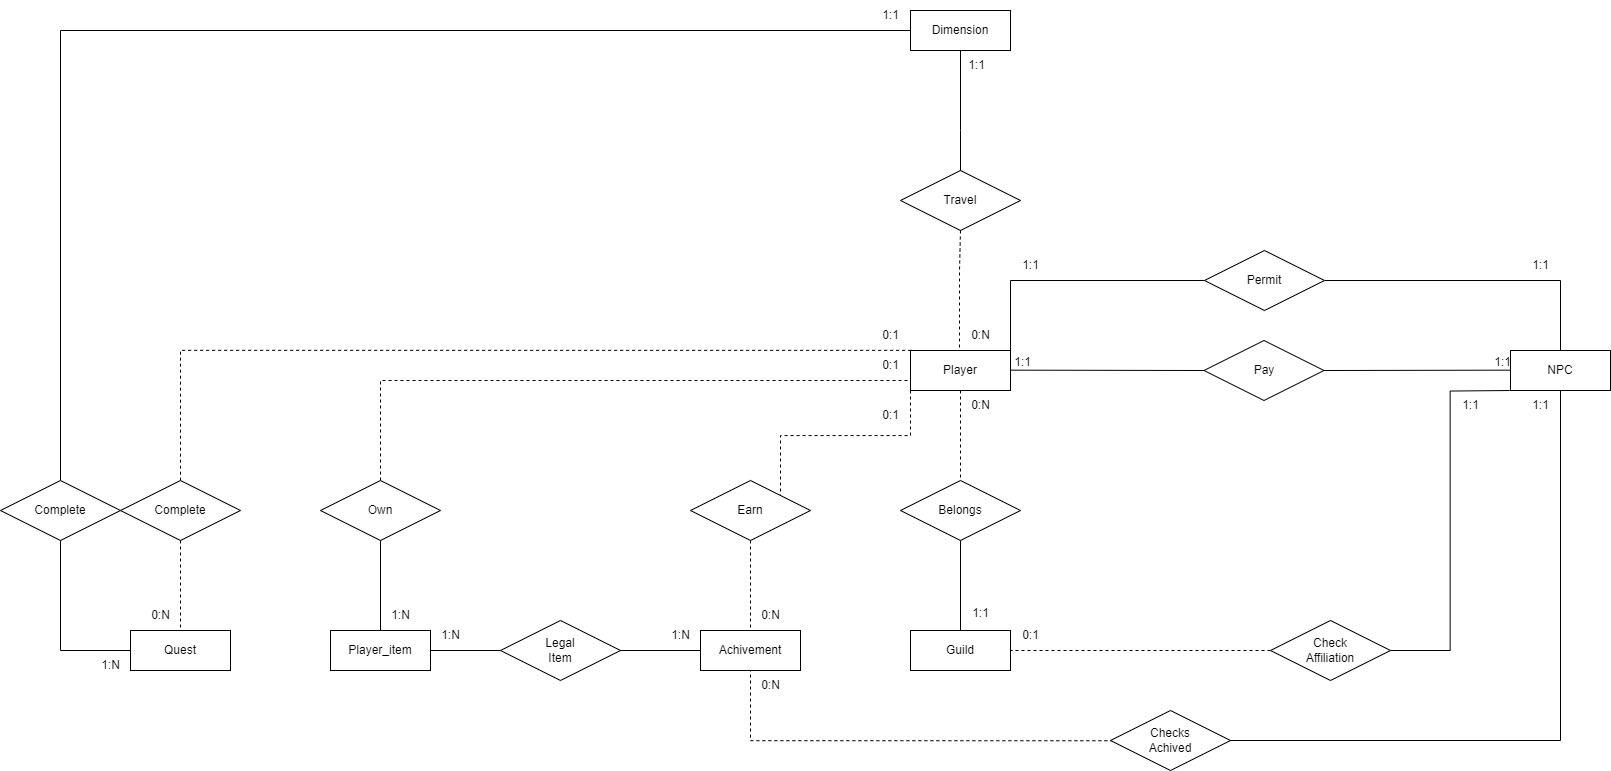 1:1
Dimension
1:1
Travel
1:1
Permit
1:1
0:1
0:N
0:1
Player
1:1
Pay
1:1
NPC
0:1
0:N
1:1
1:1
Complete
Complete
Own
Earn
Belongs
0:N
1:N
0:N
1:1
1:N
Quest
Player_item
1:N
Legal
Item
1:N
Achivement
Guild
0:1
Check
Affiliation
0:N
Checks
Achived